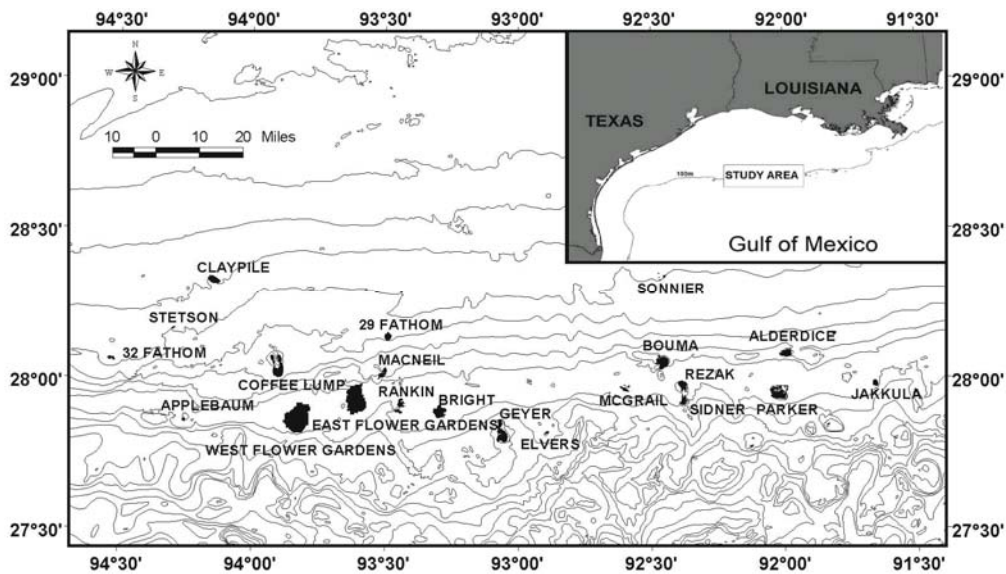 94°30' 94°00' 93°30' 93°00' 92°30' 92°00' 91°30'
29°00' 29°00'
N
W E
S
10 0 10 20 Miles
TEXAS
LOUISIANA
100m
STUDY AREA
Gulf of Mexico
28°30' 28°30'
CLAYPILE
SONNIER
STETSON
29 FATHOM
32 FATHOM
BOUMA
ALDERDICE
MACNEIL
28°00' 28°00'
COFFEE LUMP
RANKIN
REZAK
JAKKULA
MCGRAIL
APPLEBAUM
BRIGHT
GEYER
SIDNER
PARKER
EAST FLOWER GARDENS
ELVERS
WEST FLOWER GARDENS
27°30' 27°30'
94°30' 94°00' 93°30' 93°00' 92°30' 92°00' 91°30'